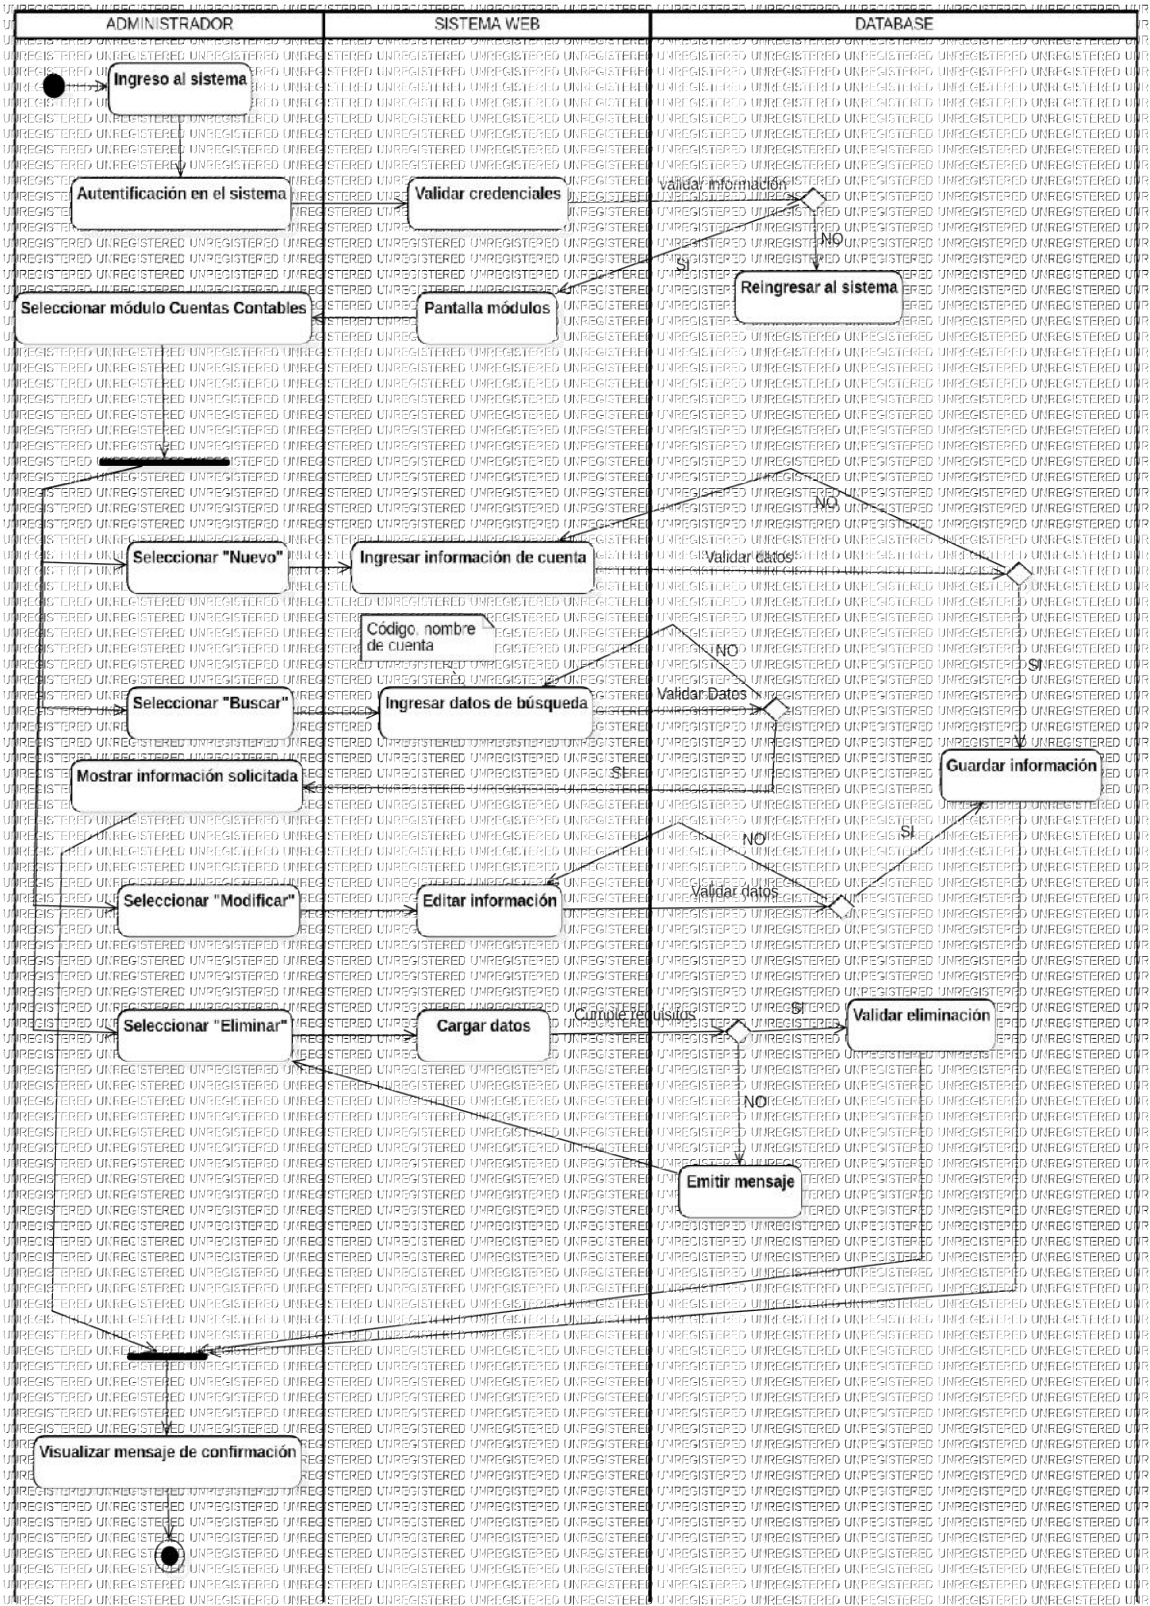 ADMINISTRADOR
SISTEMA WEB
DATABASE
Ingreso al sistema
Autentificación en el sistema
Validar credenciales
validar información
NO
SI
Reingresar al sistema
Seleccionar módulo Cuentas Contables
Pantalla módulos
NO
Seleccionar "Nuevo"
Ingresar información de cuenta
Validar datos
Código, nombre
de cuenta
NO
SI
Seleccionar "Buscar"
Ingresar datos de búsqueda
Validar Datos
Mostrar información solicitada
SI
Guardar información
NO
SI
Seleccionar "Modificar"
Editar información
Validar datos
Seleccionar "Eliminar"
Cargar datos
Cumple requisitos
SI
Validar eliminación
NO
Emitir mensaje
Visualizar mensaje de confirmación
UNREGISTERED